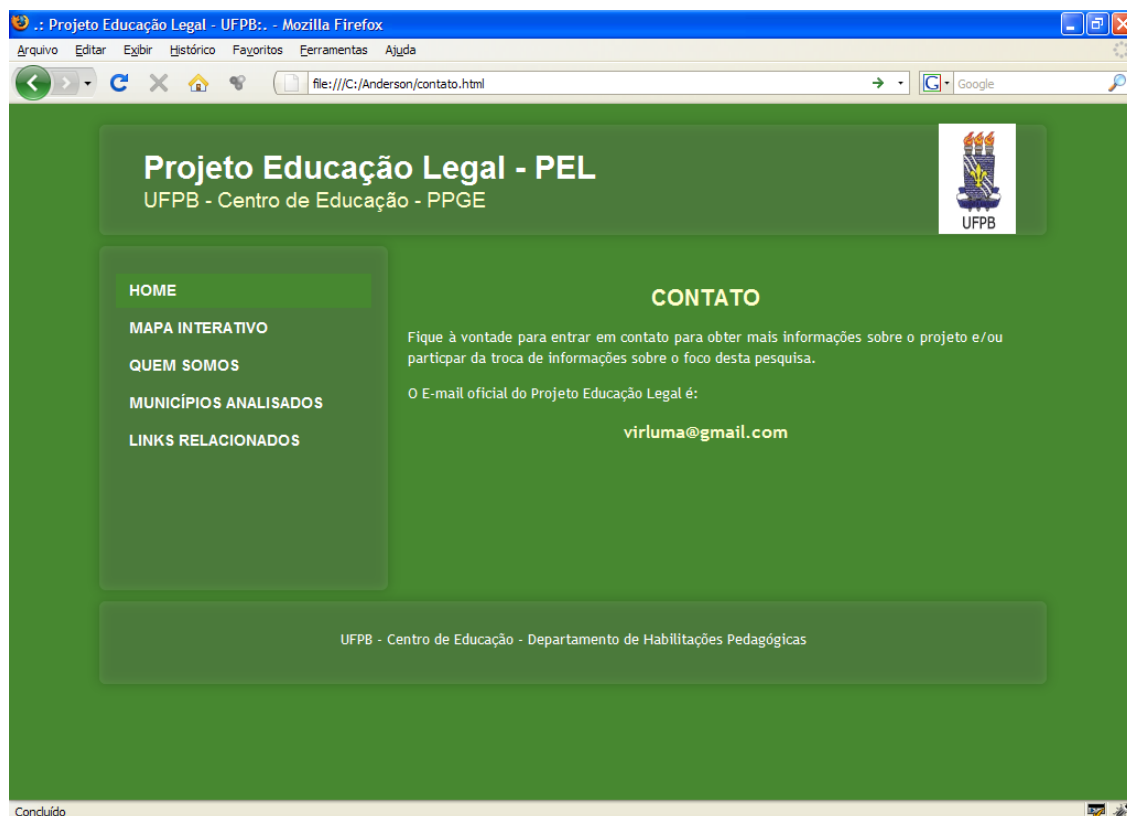 .: Projeto Educação Legal - UFPB:. - Mozilla Firefox
Arquivo Editar Exibir Histórico Favoritos Ferramentas Ajuda
file:///C:/Anderson/contato.html
G Google
Projeto Educação Legal - PEL
UFPB - Centro de Educação - PPGE
UFPB
HOME
MAPA INTERATIVO
QUEM SOMOS
MUNICÍPIOS ANALISADOS
LINKS RELACIONADOS
CONTATO
Fique à vontade para entrar em contato para obter mais informações sobre o projeto e/ou
particpar da troca de informações sobre o foco desta pesquisa.
O E-mail oficial do Projeto Educação Legal é:
virluma@gmail.com
UFPB - Centro de Educação - Departamento de Habilitações Pedagógicas
Concluído